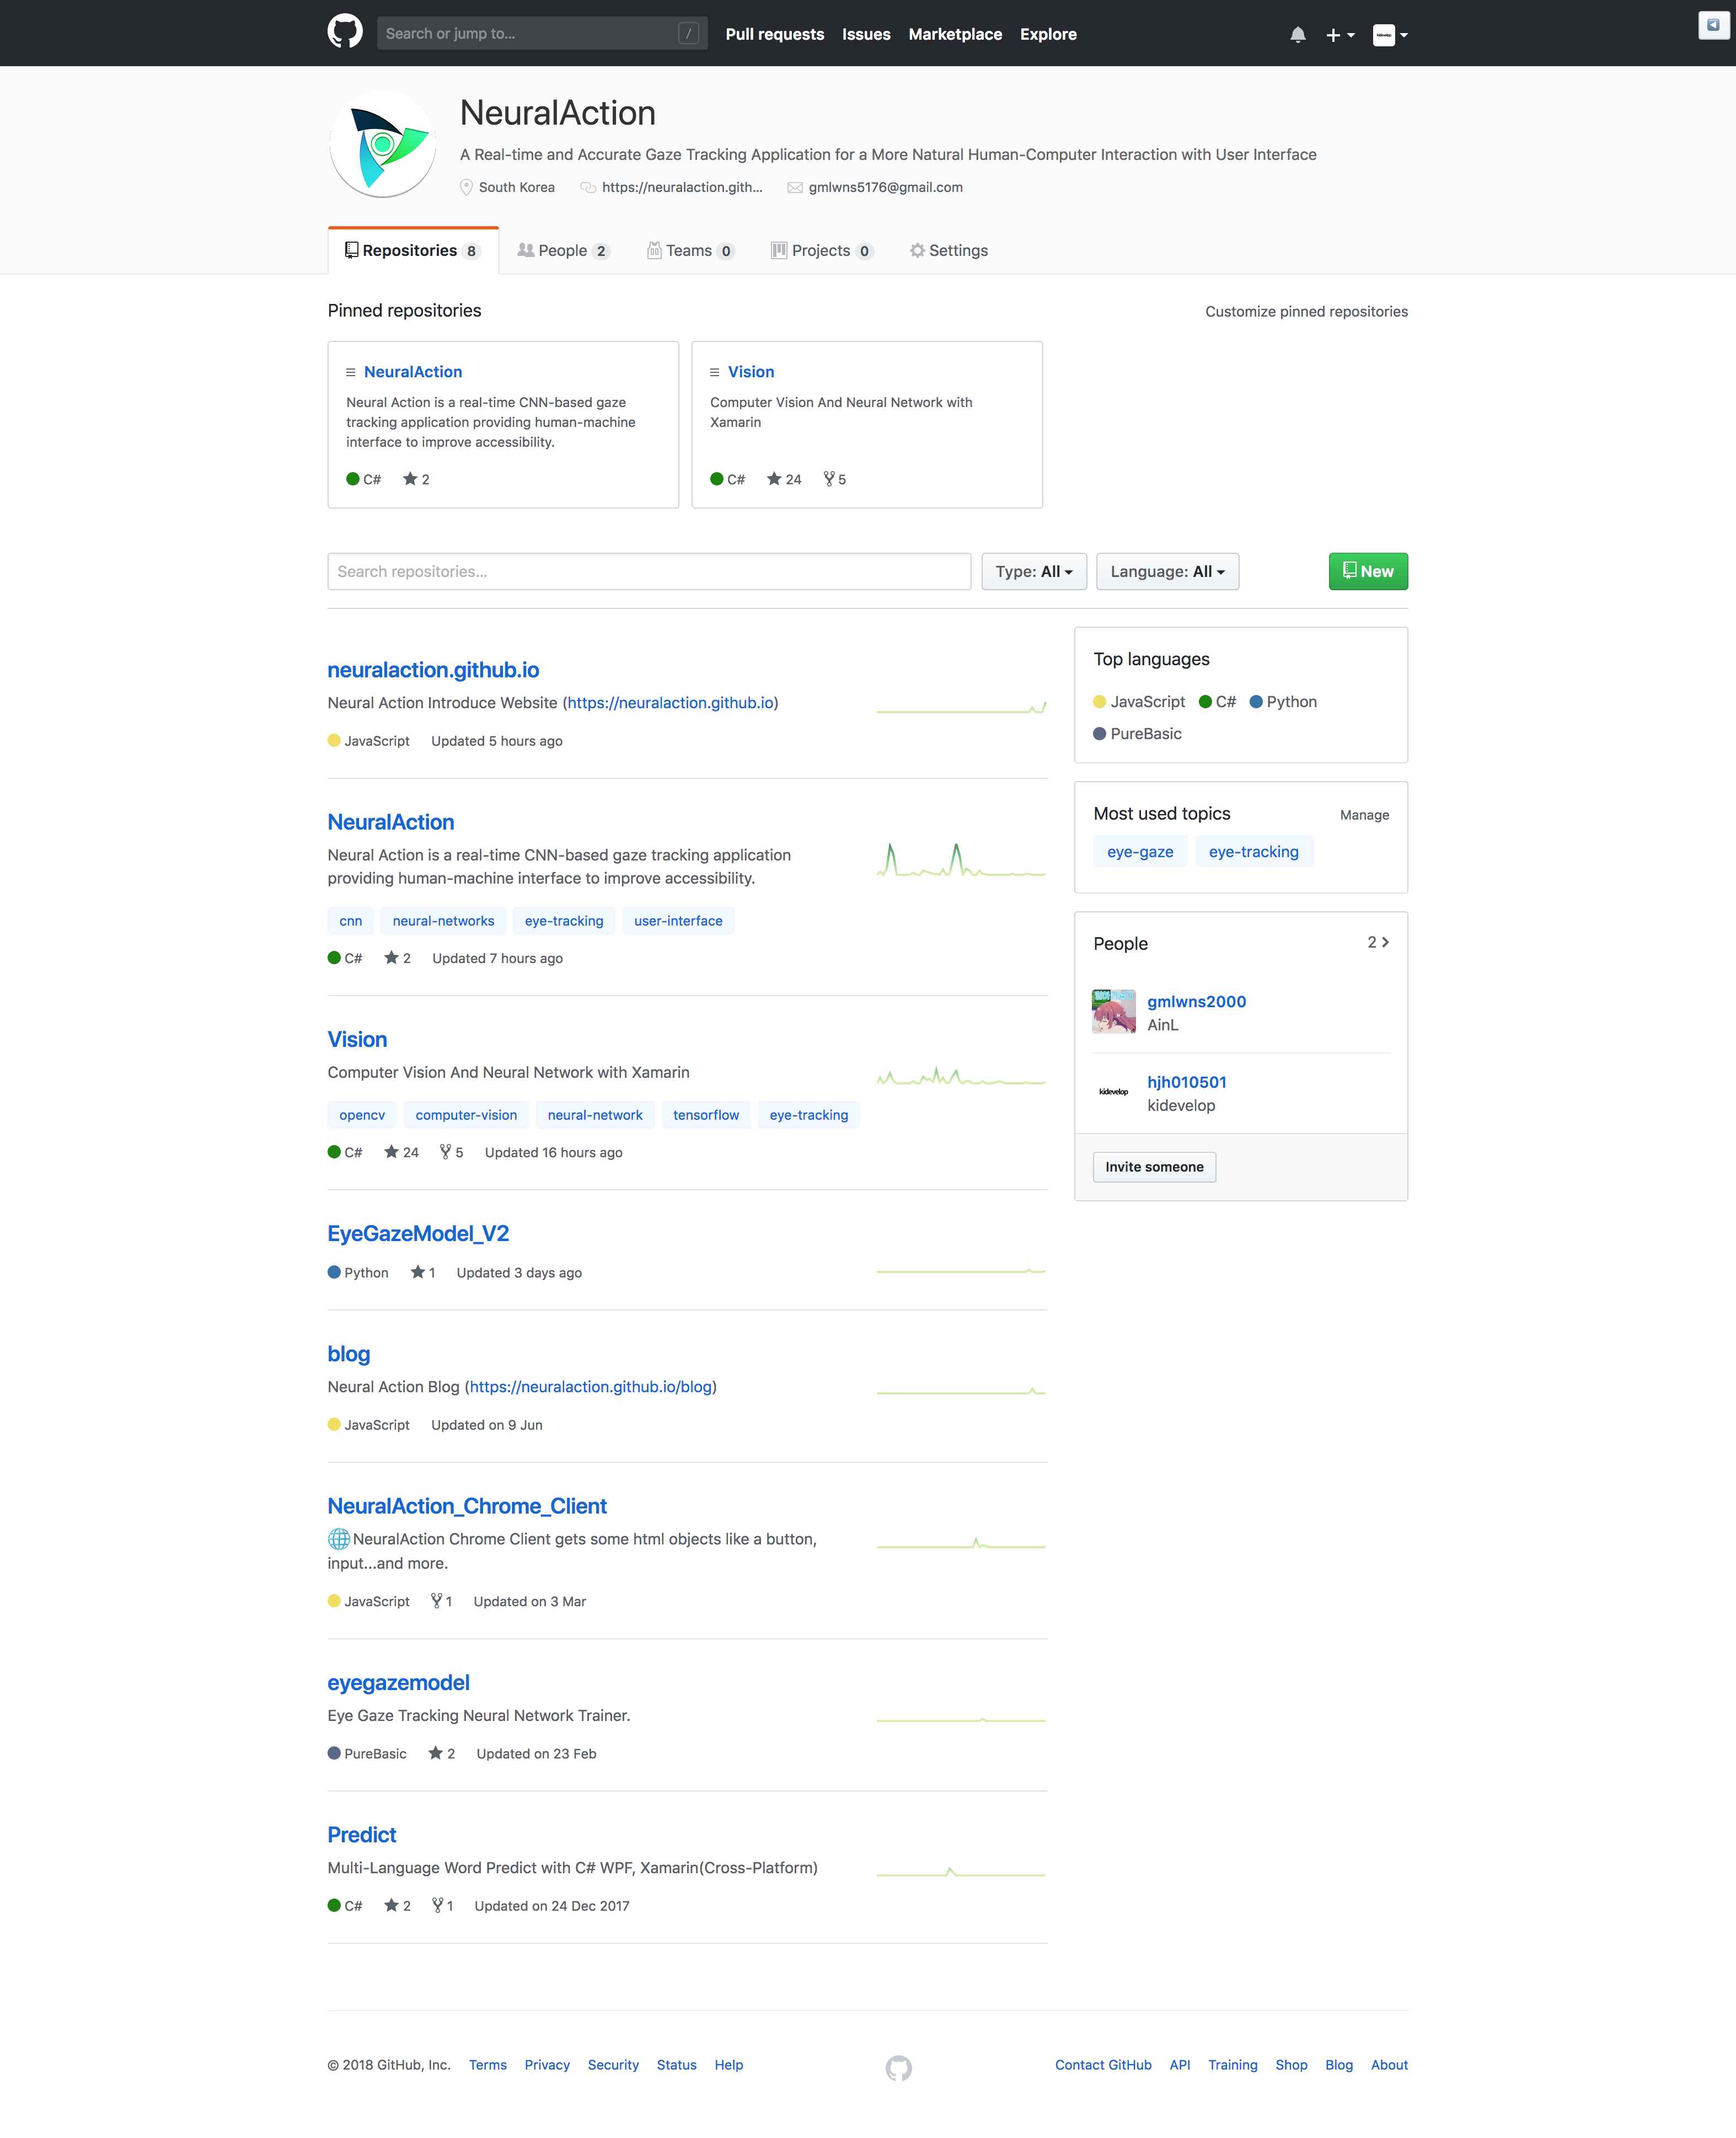 Search or jump to... /
Pull requests Issues Marketplace Explore
NeuralAction
A Real-time and Accurate Gaze Tracking Application for a More Natural Human-Computer Interaction with User Interface
South Korea https://neuralaction.gith... gmlwns5176@gmail.com
Repositories 8 People 2 Teams 0 Projects 0 Settings
Pinned repositories Customize pinned repositories
NeuralAction
Neural Action is a real-time CNN-based gaze
tracking application providing human-machine
interface to improve accessibility.
C# 2
Vision
Computer Vision And Neural Network with
Xamarin
C# 24 5
Search repositories...
Type: All Language: All New
neuralaction.github.io
Neural Action Introduce Website (https://neuralaction.github.io)
JavaScript Updated 5 hours ago
NeuralAction
Neural Action is a real-time CNN-based gaze tracking application
providing human-machine interface to improve accessibility.
cnn neural-networks eye-tracking user-interface
C# 2 Updated 7 hours ago
Vision
Computer Vision And Neural Network with Xamarin
opencv computer-vision neural-network tensorflow eye-tracking
C# 24 5 Updated 16 hours ago
EyeGazeModel_V2
Python 1 Updated 3 days ago
blog
Neural Action Blog (https://neuralaction.github.io/blog)
JavaScript Updated on 9 Jun
NeuralAction_Chrome_Client
NeuralAction Chrome Client gets some html objects like a button,
input...and more.
JavaScript 1 Updated on 3 Mar
eyegazemodel
Eye Gaze Tracking Neural Network Trainer.
PureBasic 2 Updated on 23 Feb
Predict
Multi-Language Word Predict with C# WPF, Xamarin(Cross-Platform)
C# 2 1 Updated on 24 Dec 2017
Top languages
JavaScript C# Python
PureBasic
Most used topics Manage
eye-gaze eye-tracking
People 2
gmlwns2000
AinL
kidevelop
hjh010501
kidevelop
Invite someone
© 2018 GitHub, Inc. Terms Privacy Security Status Help
Contact GitHub API Training Shop Blog About